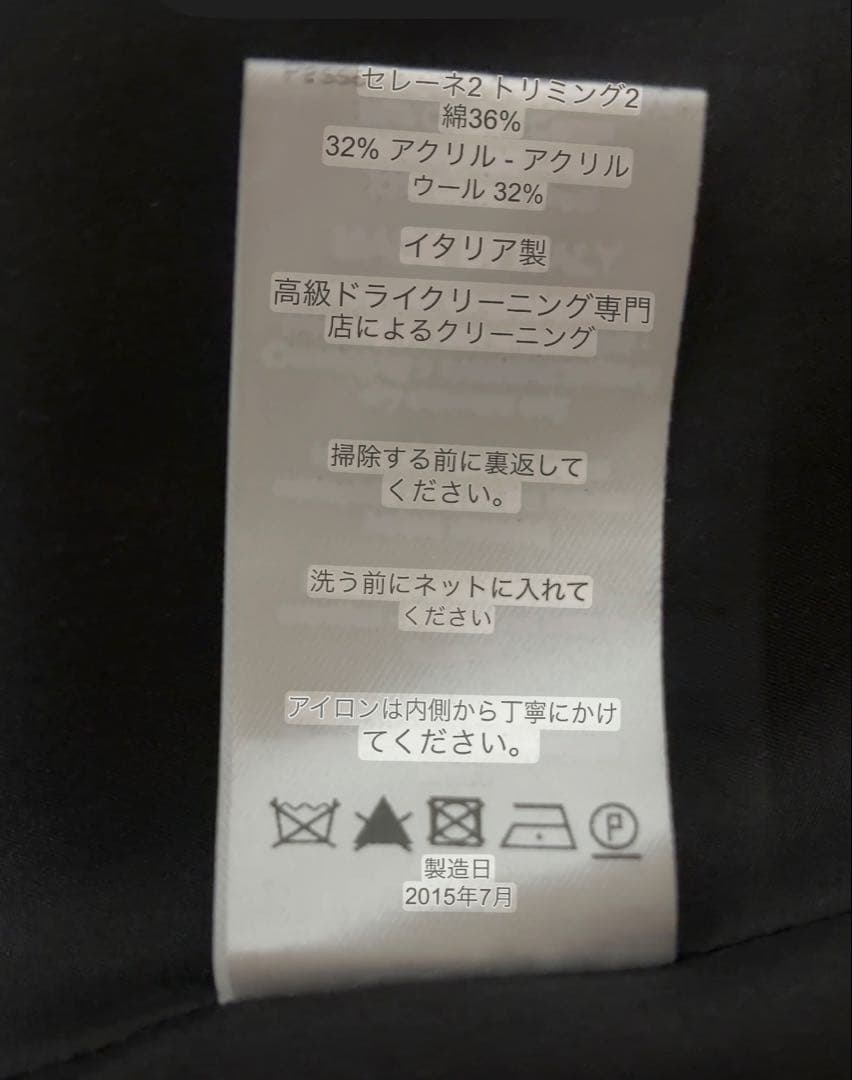 セレーネ2 トリミング2
綿36%
32% アクリル - アクリル
ウール 32%
イタリア製
高級ドライクリーニング専門
店によるクリーニング
掃除する前に裏返して
ください。
洗う前にネットに入れて
ください
アイロンは内側から丁寧にかけ
てください。
P
製造日
2015年7月